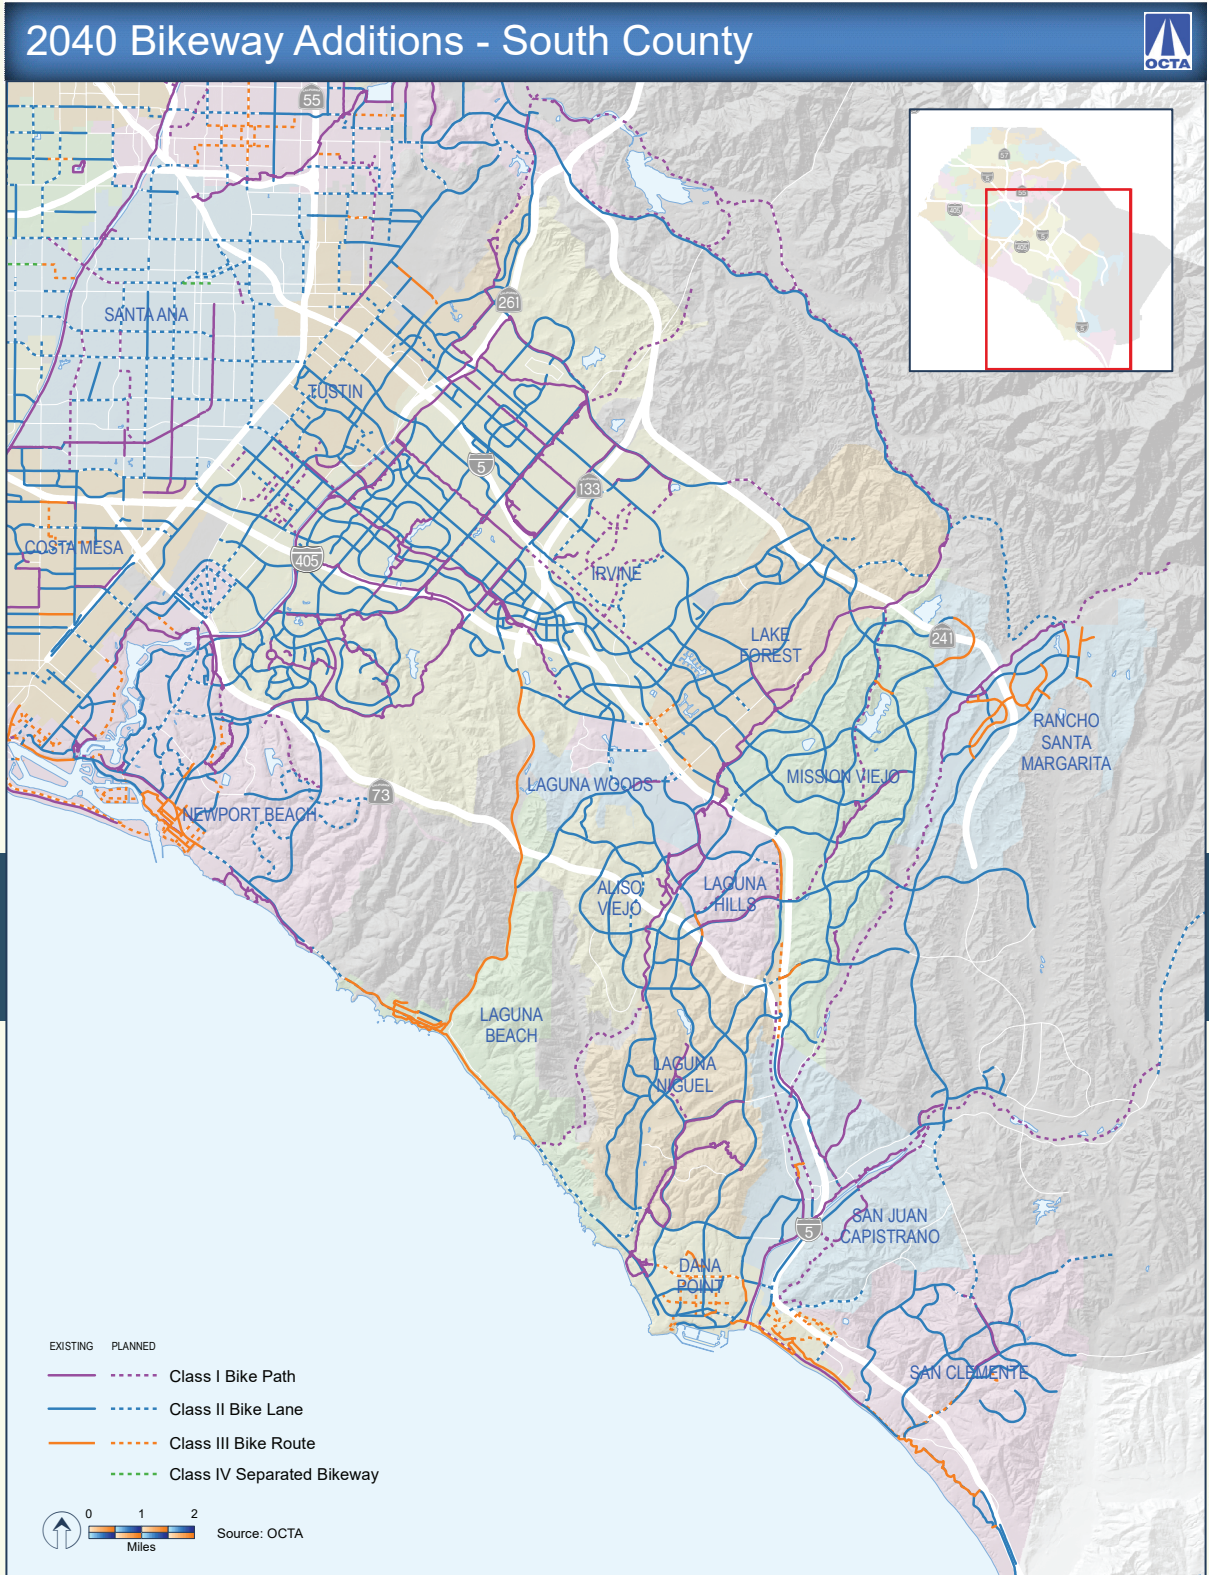 2040 Bikeway Additions - South County
OCTA
55
SANTA ANA
261
TUSTIN
5
133
COSTA MESA
405
IRVINE
LAKE
FOREST
241
RANCHO
SANTA
MARGARITA
LAGUNA WOODS
MISSION VIEJO
73
NEWPORT BEACH
ALISO
VIEJO
LAGUNA
HILLS
LAGUNA
BEACH
LAGUNA
NIGUEL
SAN JUAN
CAPISTRANO
5
DANA
POINT
SAN CLEMENTE
EXISTING PLANNED
Class I Bike Path
Class II Bike Lane
Class III Bike Route
Class IV Separated Bikeway
0 1 2
Miles
Source: OCTA